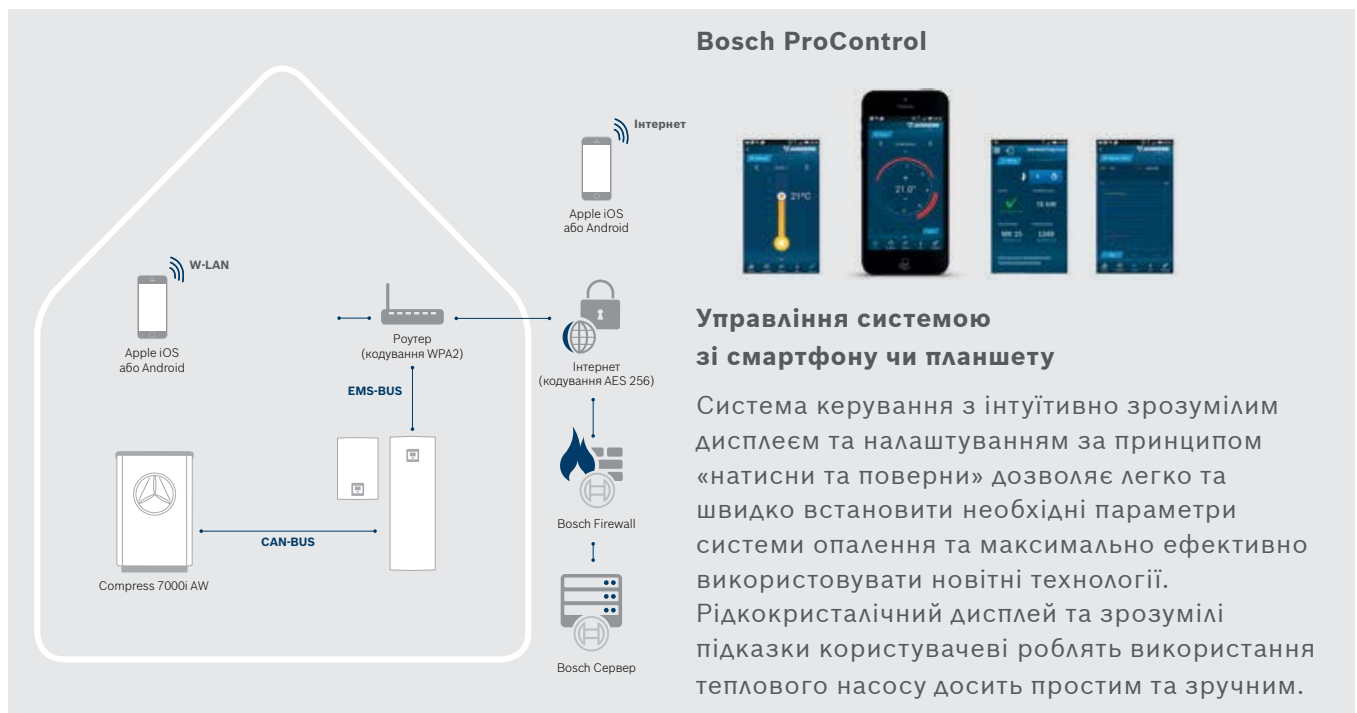 Bosch ProControl
Інтернет
Apple iOS
або Android
W-LAN
Apple iOS
або Android
Роутер
(кодування WPA2)
Інтернет
(кодування AES 256)
EMS-BUS
Bosch Firewall
CAN-BUS
Compress 7000i AW
Bosch Сервер
21°C
21.0°
Управління системою
зі смартфону чи планшету
Система керування з інтуїтивно зрозумілим
дисплеєм та налаштуванням за принципом
«натисни та поверни» дозволяє легко та
швидко встановити необхідні параметри
системи опалення та максимально ефективно
використовувати новітні технології.
Рідкокристалічний дисплей та зрозумілі
підказки користувачеві роблять використання
теплового насосу досить простим та зручним.